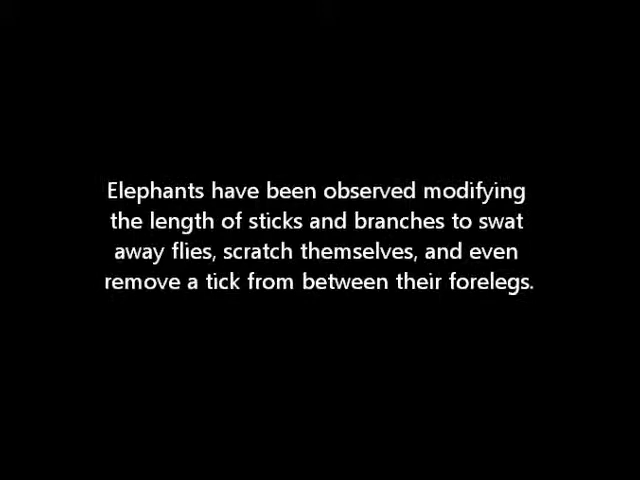 Elephants have been observed modifying
the length of sticks and branches to swat
away flies, scratch themselves, and even
remove a tick from between their forelegs.